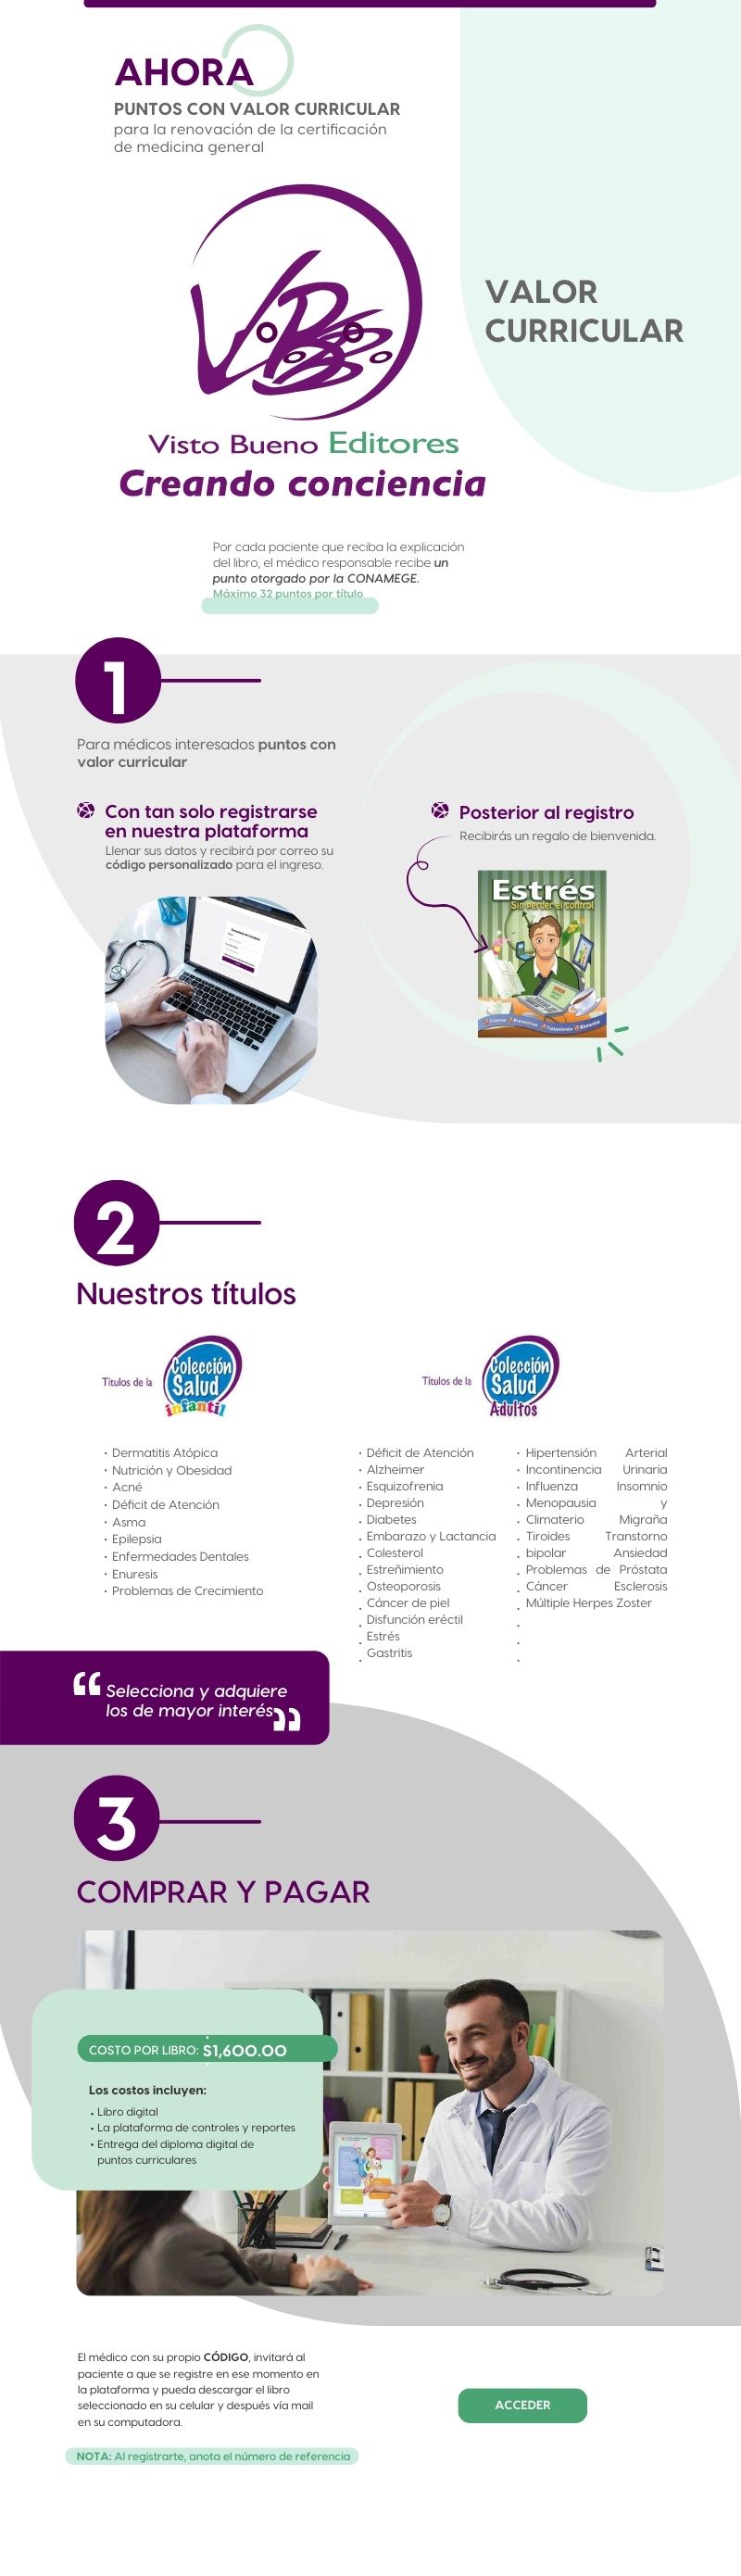 AHORA
PUNTOS CON VALOR CURRICULAR
para la renovación de la certificación
de medicina general
VALOR
CURRICULAR
Visto Bueno Editores
Creando conciencia
Por cada paciente que reciba la explicación
del libro, el médico responsable recibe un
punto otorgado por la CONAMEGE.
Máximo 32 puntos por título
1
Para médicos interesados puntos con
valor curricular
Con tan solo registrarse
en nuestra plataforma
Llenar sus datos y recibirá por correo su
código personalizado para el ingreso.
Posterior al registro
Recibirás un regalo de bienvenida.
Estrés
Sin perder el control
2
Nuestros títulos
Títulos de la
Colección
Salud
infantil
Títulos de la
Colección
Salud
Adultos
• Dermatitis Atópica
• Nutrición y Obesidad
• Acné
• Déficit de Atención
• Asma
• Epilepsia
• Enfermedades Dentales
• Enuresis
• Problemas de Crecimiento
• Déficit de Atención
• Alzheimer
• Esquizofrenia
• Depresión
• Diabetes
• Embarazo y Lactancia
• Colesterol
• Estreñimiento
• Osteoporosis
• Cáncer de piel
• Disfunción eréctil
• Estrés
• Gastritis
• Hipertensión Arterial
• Incontinencia Urinaria
• Influenza Insomnio
• Menopausia y
• Climaterio Migraña
• Tiroides Transtorno
• bipolar Ansiedad
• Problemas de Próstata
• Cáncer Esclerosis
• Múltiple Herpes Zoster
“ Selecciona y adquiere
los de mayor interés ”
3
COMPRAR Y PAGAR
COSTO POR LIBRO: $1,600.00
Los costos incluyen:
• Libro digital
• La plataforma de controles y reportes
• Entrega del diploma digital de
puntos curriculares
El médico con su propio CÓDIGO, invitará al
paciente a que se registre en ese momento en
la plataforma y pueda descargar el libro
seleccionado en su celular y después vía mail
en su computadora.
ACCEDER
NOTA: Al registrarte, anota el número de referencia